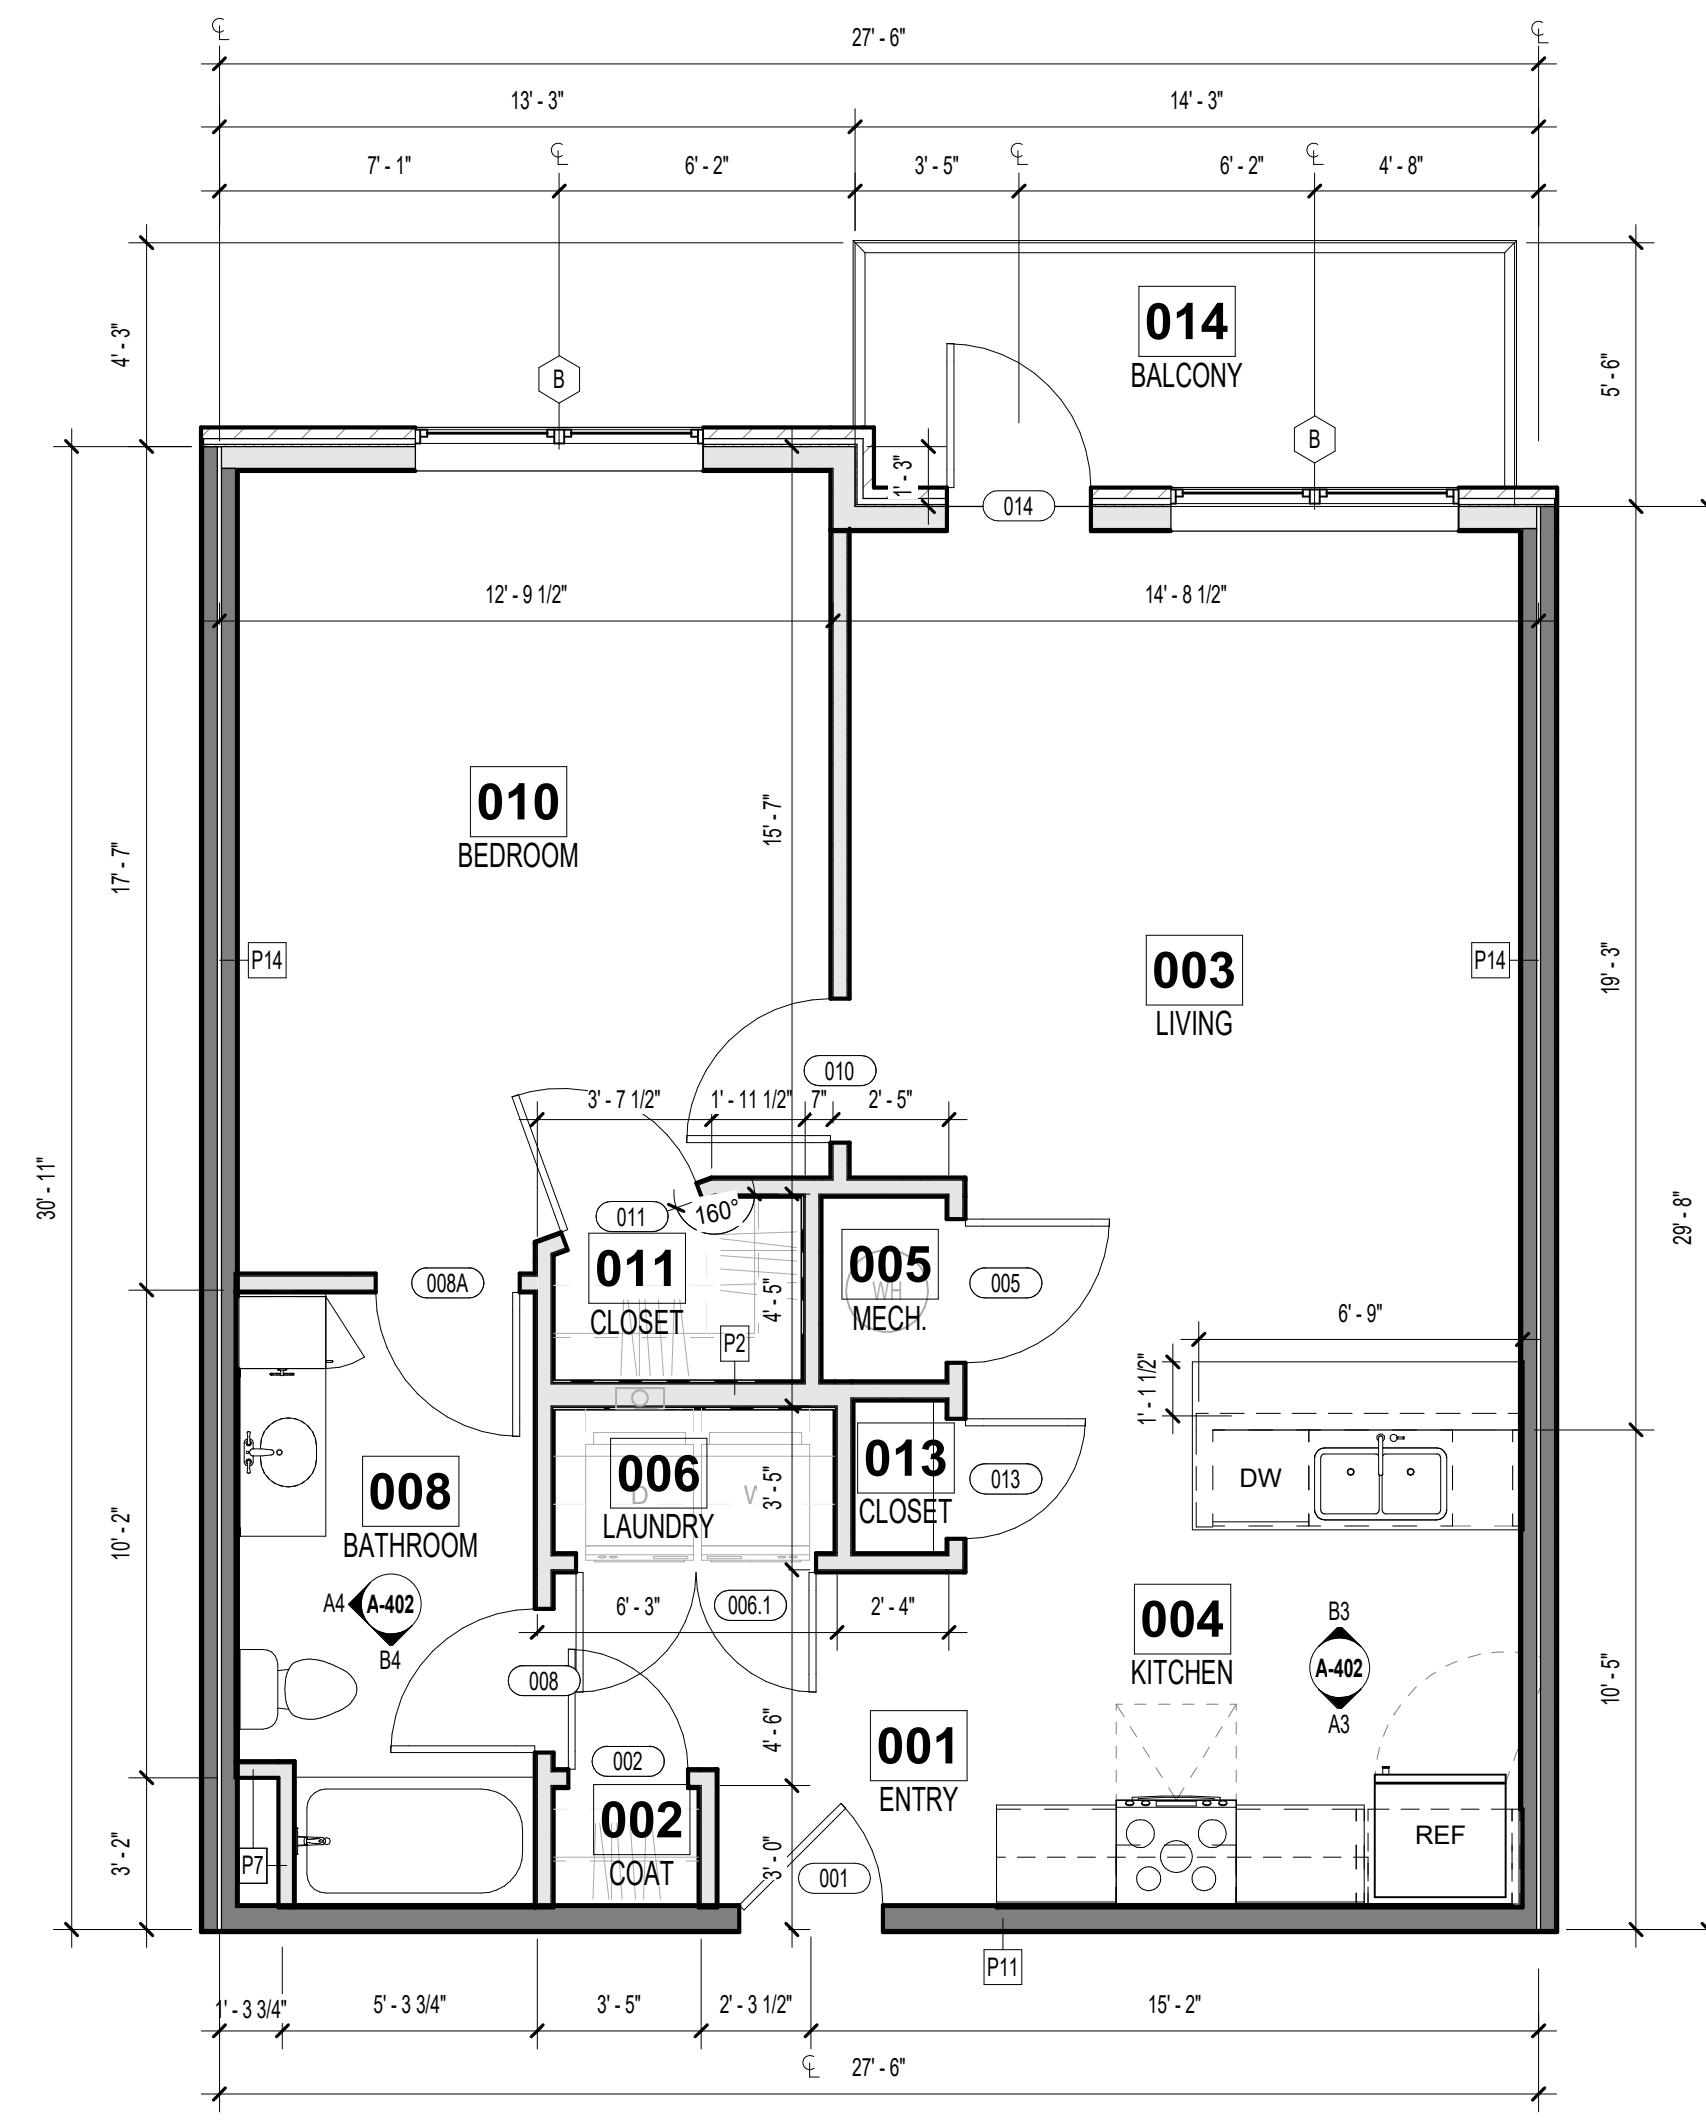 ℄ ℄
27' - 6"
13' - 3" 14' - 3"
7' - 1" ℄ 6' - 2" 3' - 5" ℄ 6' - 2" ℄ 4' - 8"
4' - 3"
014
BALCONY
5' - 6"
B
B
1' - 3"
014
12' - 9 1/2" 14' - 8 1/2"
010
BEDROOM
15' - 7"
17' - 7"
P14
P14
003
LIVING
19' - 3"
010
3' - 7 1/2" 1' - 11 1/2" 7" 2' - 5"
30' - 11"
29' - 8"
011
160°
011
CLOSET
4' - 5"
P2
005
WH
MECH.
005
008A
6' - 9"
1' - 1 1/2"
008
BATHROOM
006
D W
LAUNDRY
3' - 5"
013
CLOSET
013
DW
10' - 2"
A4 A-402
B4
6' - 3" 006.1 2' - 4"
004
KITCHEN
B3
A-402
A3
10' - 5"
008
4' - 6"
001
ENTRY
002
002
COAT
3' - 0"
001
REF
3' - 2"
P7
P11
1' - 3 3/4" 5' - 3 3/4" 3' - 5" 2' - 3 1/2" 15' - 2"
℄ 27' - 6"